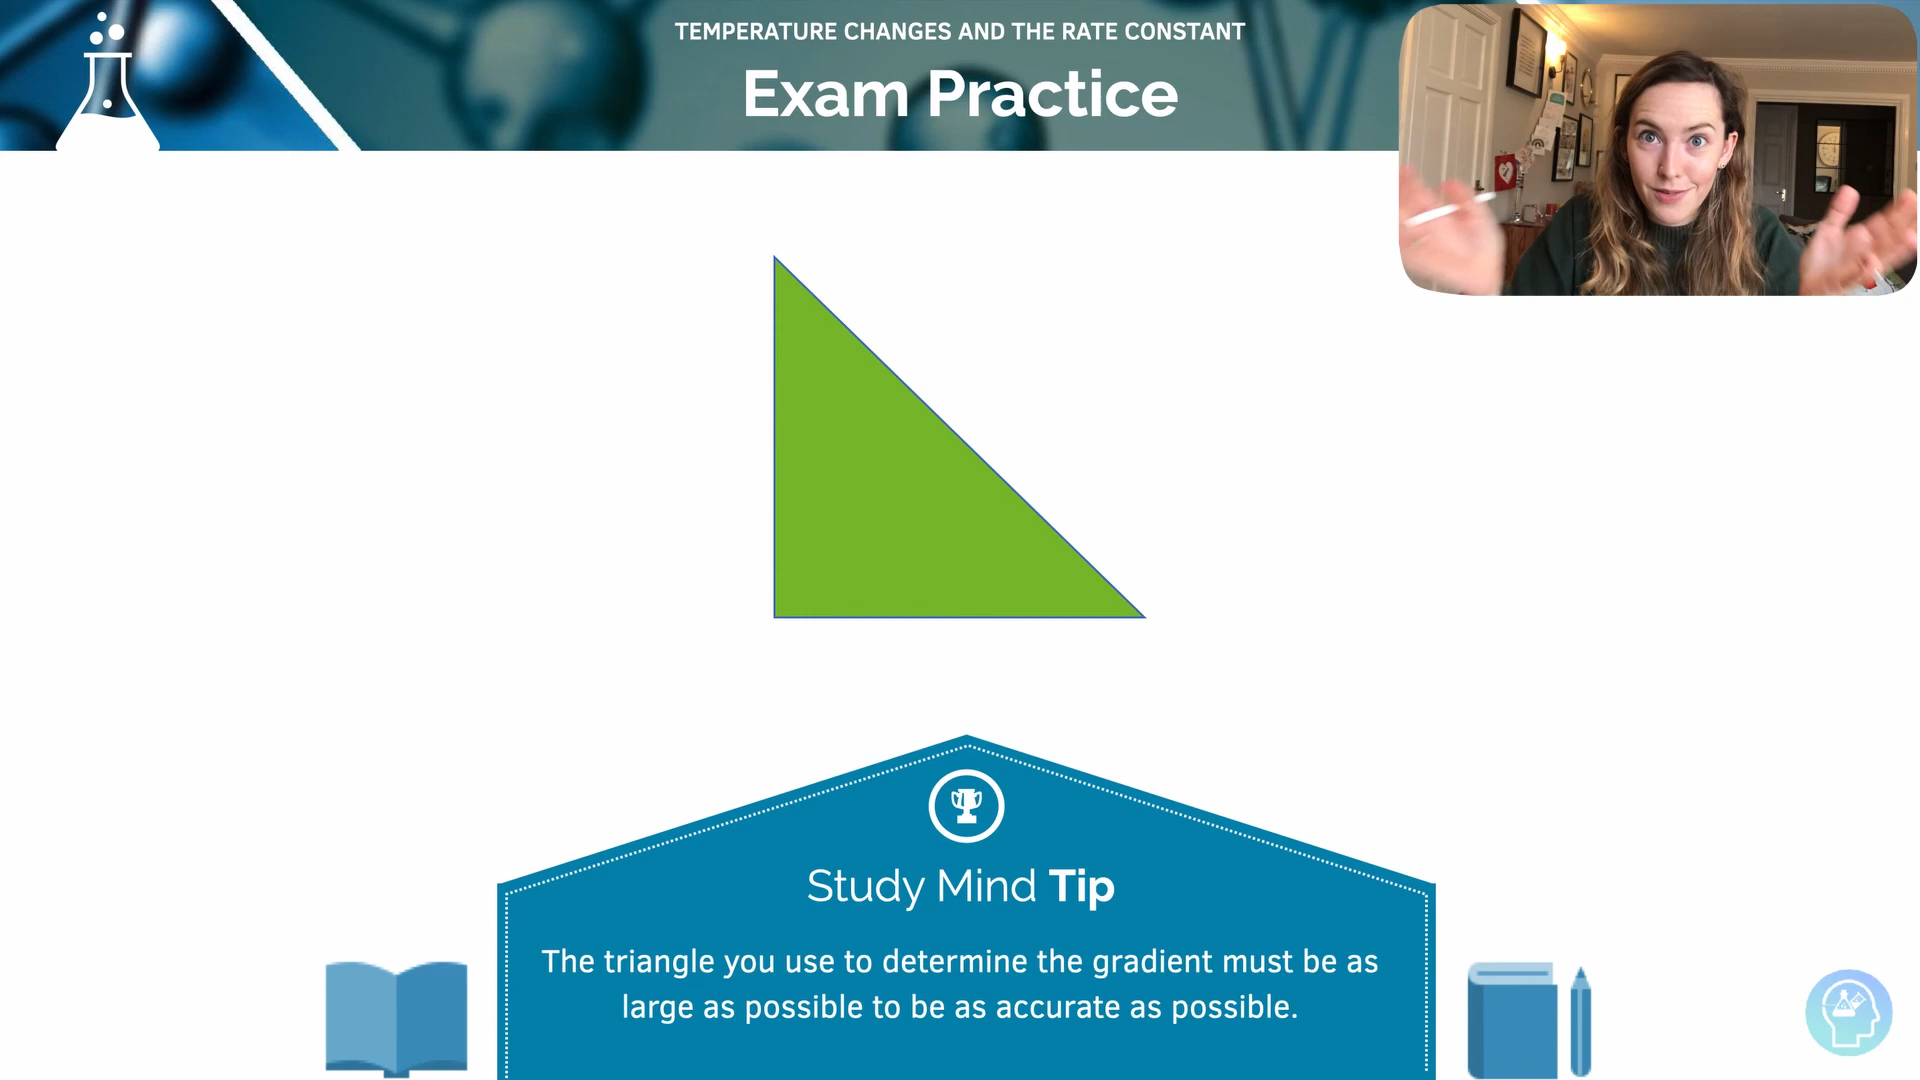 TEMPERATURE CHANGES AND THE RATE CONSTANT
Exam Practice
Study Mind Tip
The triangle you use to determine the gradient must be as
large as possible to be as accurate as possible.